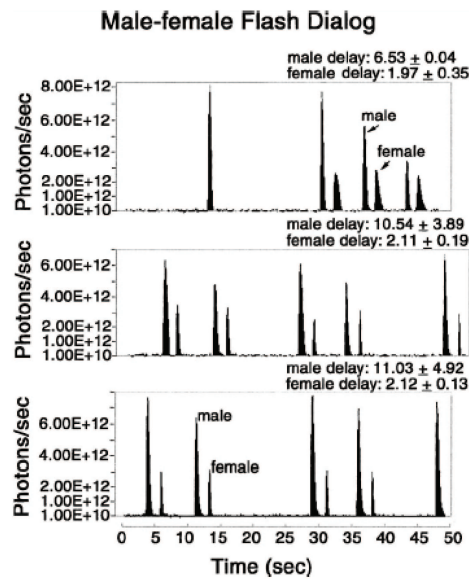 Male-female Flash Dialog
male delay: 6.53 ± 0.04
female delay: 1.97 ± 0.35
8.00E+12
6.00E+12
4.00E+12
2.00E+12
1.00E+12
1.00E+10
Photons/sec
male
female
male delay: 10.54 ± 3.89
female delay: 2.11 ± 0.19
6.00E+12
4.00E+12
2.00E+12
1.00E+12
1.00E+10
Photons/sec
male delay: 11.03 ± 4.92
female delay: 2.12 ± 0.13
6.00E+12
4.00E+12
2.00E+12
1.00E+12
1.00E+10
Photons/sec
male
female
0 5 10 15 20 25 30 35 40 45 50
Time (sec)